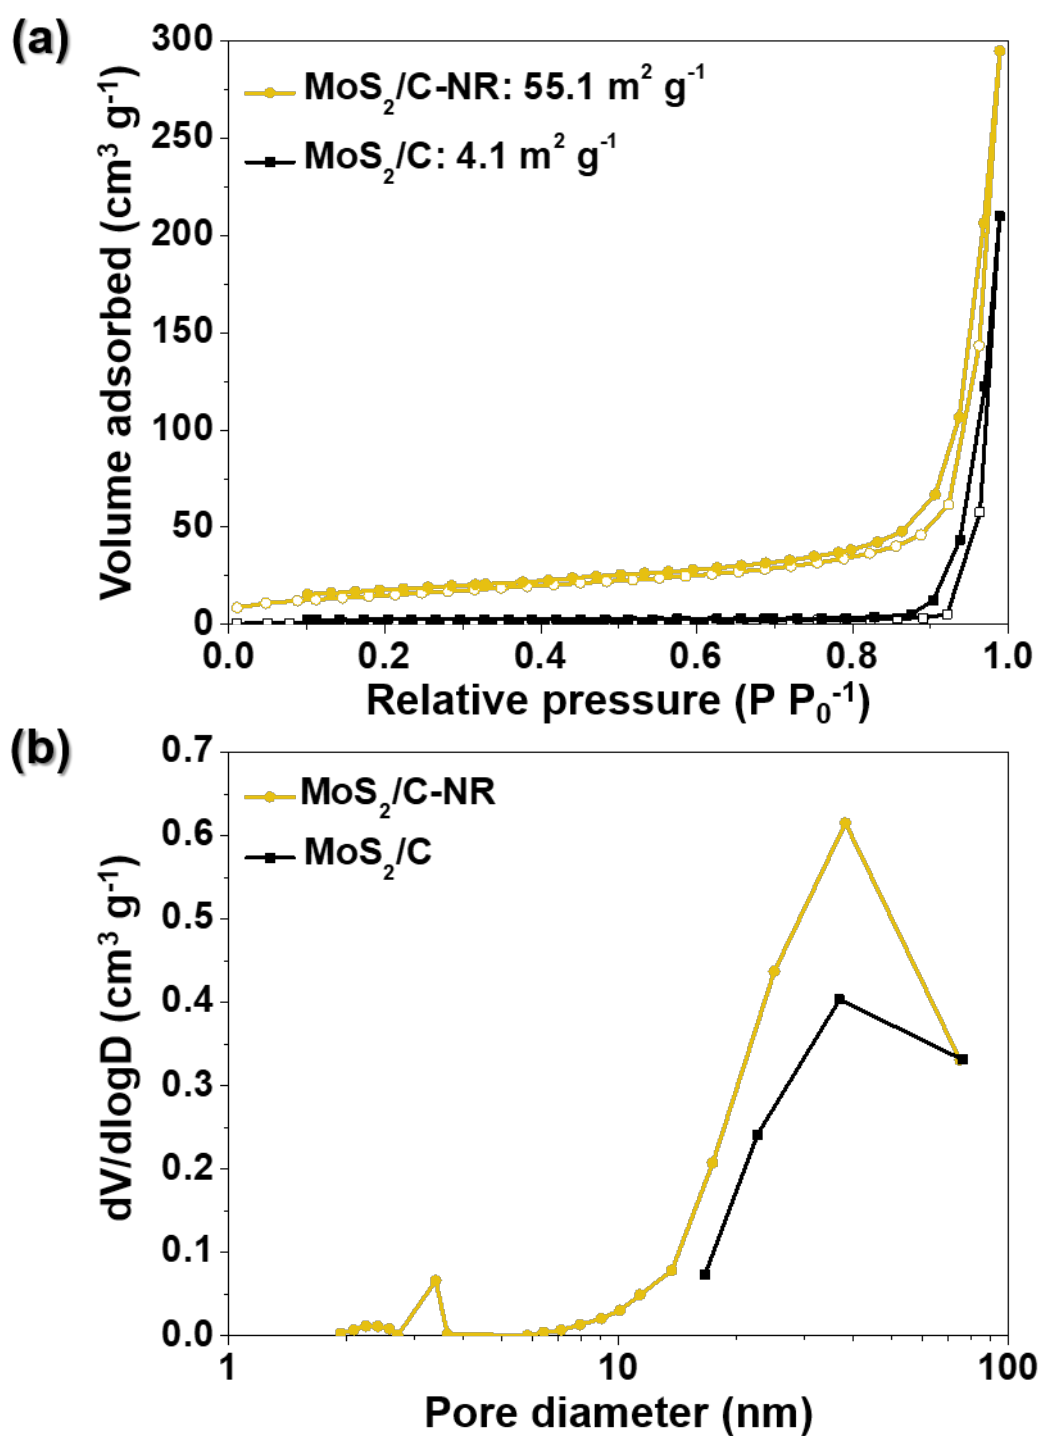 (a)
300
250
200
150
100
50
0
Volume adsorbed (cm³ g⁻¹)
MoS₂/C-NR: 55.1 m² g⁻¹
MoS₂/C: 4.1 m² g⁻¹
0.0 0.2 0.4 0.6 0.8 1.0
Relative pressure (P P₀⁻¹)
(b)
0.7
0.6
0.5
0.4
0.3
0.2
0.1
0.0
dV/dlogD (cm³ g⁻¹)
MoS₂/C-NR
MoS₂/C
1 10 100
Pore diameter (nm)